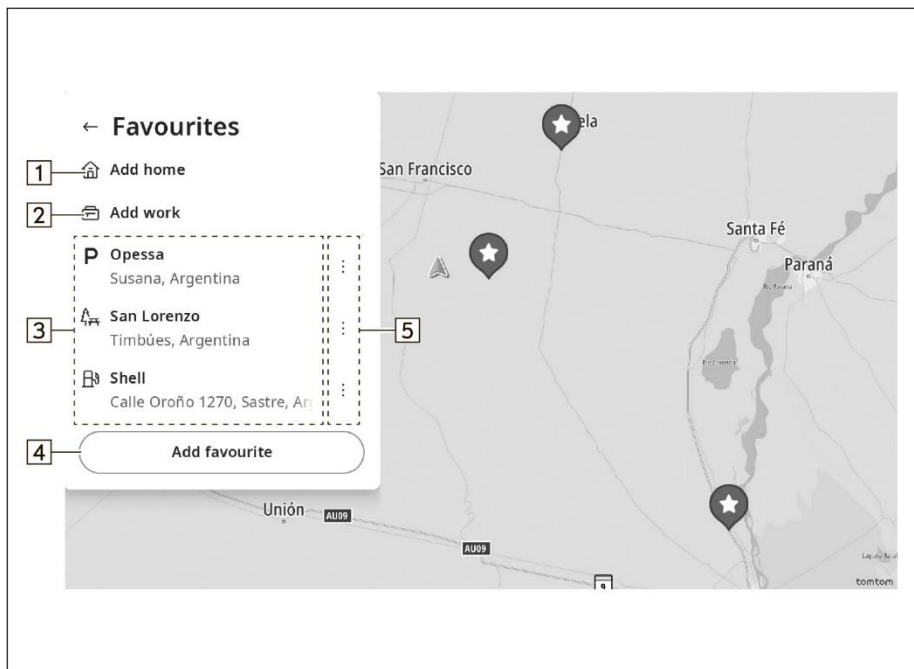 ← Favourites
1
Add home
2
Add work
P Opessa
Susana, Argentina
3
San Lorenzo
Timbúes, Argentina
5
Shell
Calle Oroño 1270, Sastre, Ar
4
Add favourite
ela
San Francisco
Santa Fé
Paraná
Unión
AU09
AU09
9
tomtom